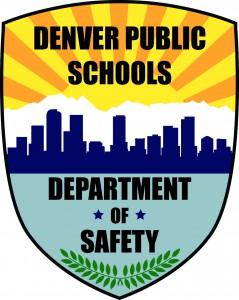 DENVER PUBLIC
SCHOOLS
DEPARTMENT
OF
SAFETY